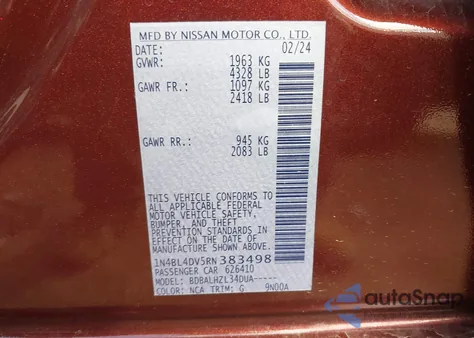 MFD BY NISSAN MOTOR CO., LTD.
DATE: 02/24
GVWR: 1963 KG
4328 LB
GAWR FR.: 1097 KG
2418 LB
GAWR RR.: 945 KG
2083 LB
THIS VEHICLE CONFORMS TO
ALL APPLICABLE FEDERAL
MOTOR VEHICLE SAFETY,
BUMPER, AND THEFT
PREVENTION STANDARDS IN
EFFECT ON THE DATE OF
MANUFACTURE SHOWN ABOVE.
1N4BL4DV5RN383498
PASSENGER CAR 626410
MODEL: BDBALHZL34DUA-----
COLOR: NCA TRIM: G 9N00A
autoSnap